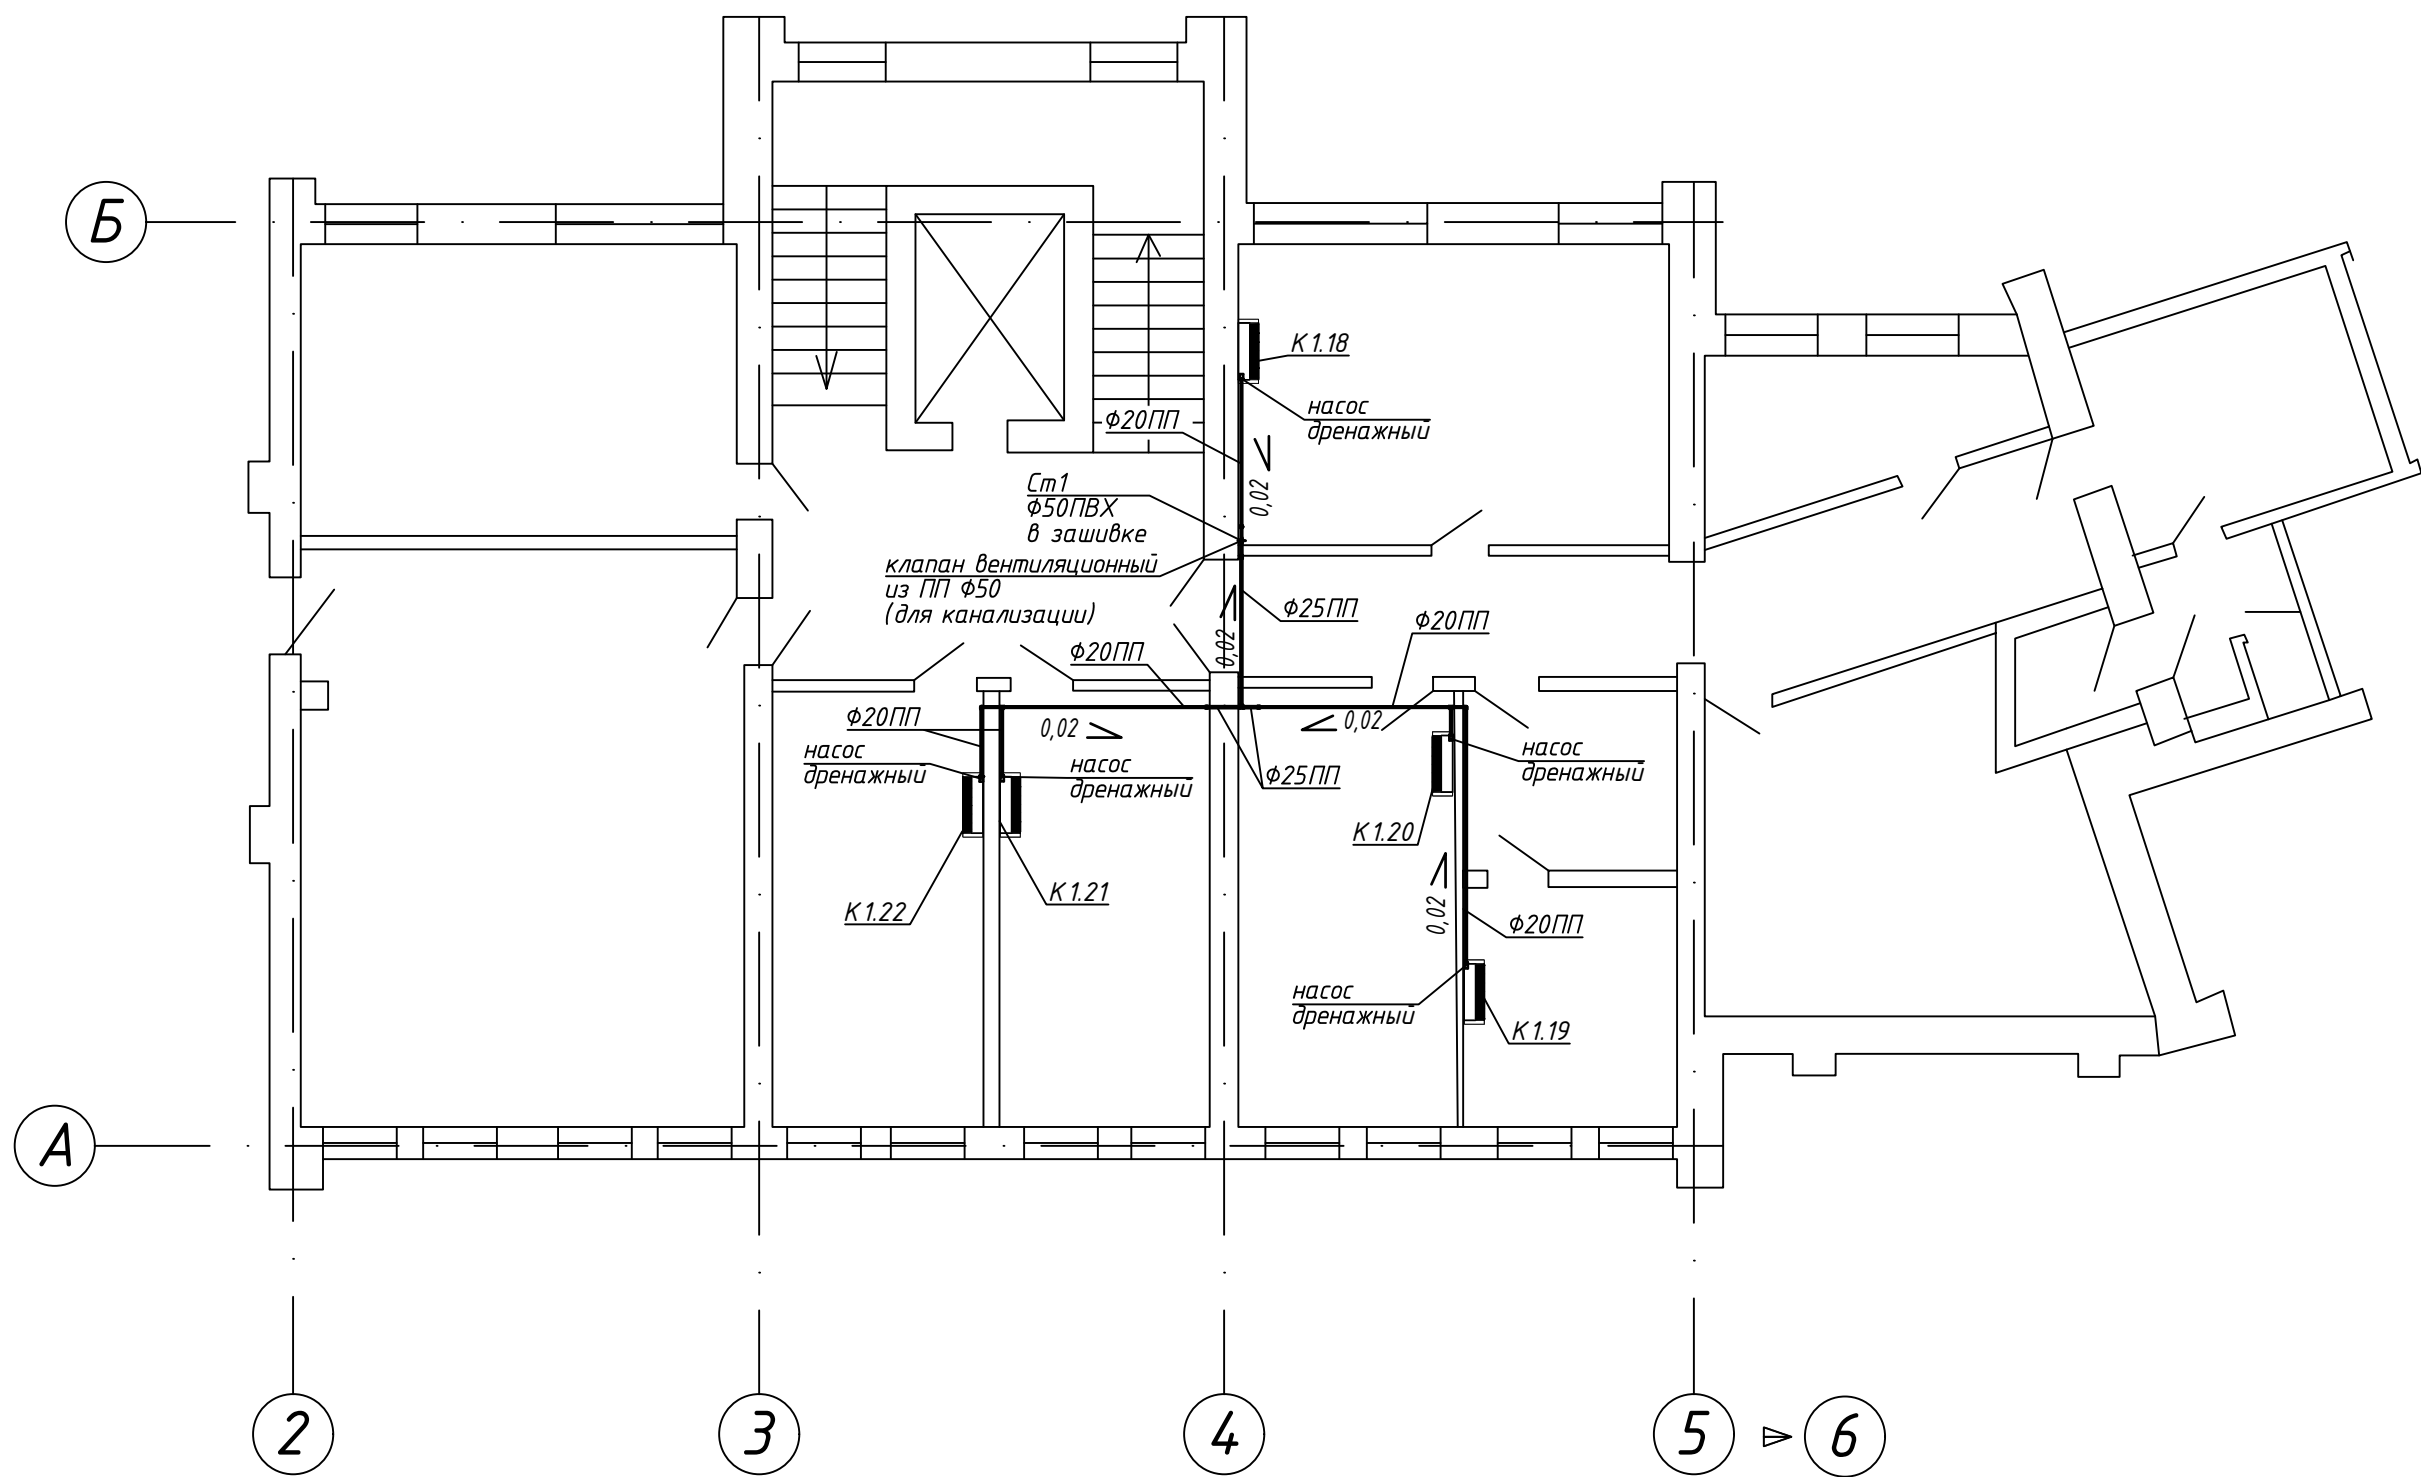 Б
К1.18
насос
дренажный
Ф20ПП
0,02
Ст1
Ф50ПВХ
в зашивке
клапан вентиляционный
из ПП Ф50
(для канализации)
Ф25ПП
0,02
Ф20ПП
Ф20ПП
Ф20ПП
0,02
0,02
насос
дренажный
насос
дренажный
Ф25ПП
насос
дренажный
К1.20
К1.22
К1.21
0,02
Ф20ПП
насос
дренажный
К1.19
А
2
3
4
5
6